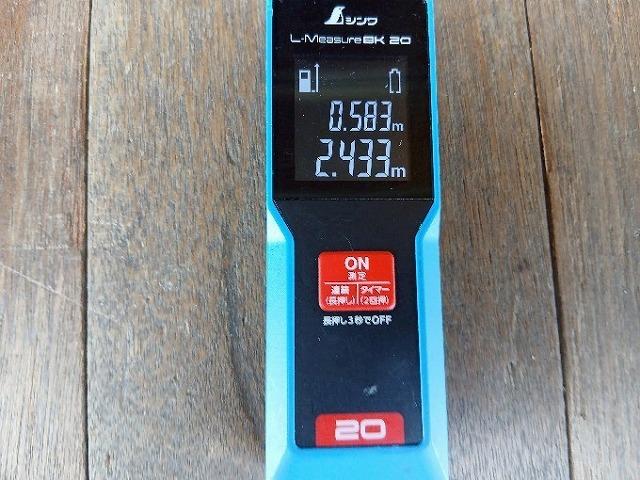 シンワ
L-Measure BK 20
0.583m
2.433m
ON
測定
連続 タイマー
(長押し) (2回押)
長押し3秒でOFF
20